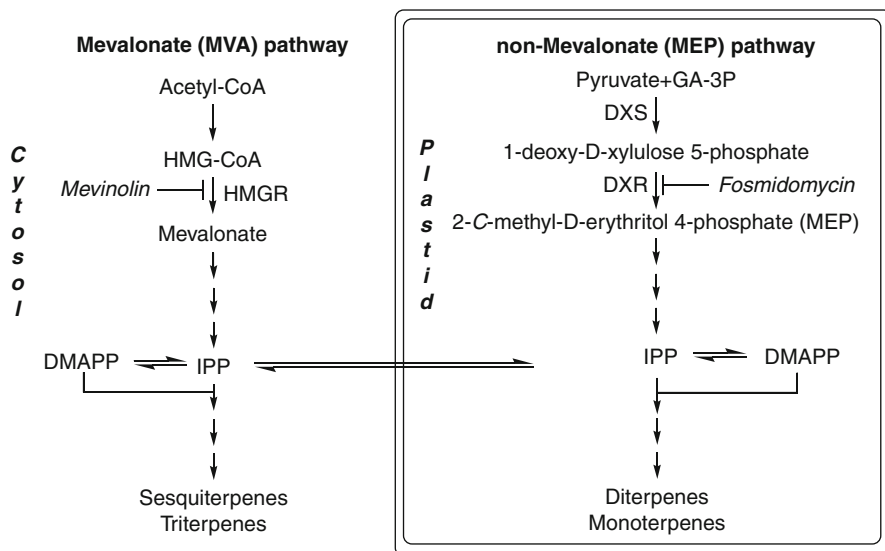 Mevalonate (MVA) pathway
Acetyl-CoA
HMG-CoA
Mevinolin
HMGR
Mevalonate
DMAPP
IPP
Sesquiterpenes
Triterpenes
Cytosol
non-Mevalonate (MEP) pathway
Pyruvate+GA-3P
DXS
1-deoxy-D-xylulose 5-phosphate
DXR
Fosmidomycin
2-C-methyl-D-erythritol 4-phosphate (MEP)
IPP
DMAPP
Diterpenes
Monoterpenes
Plastid